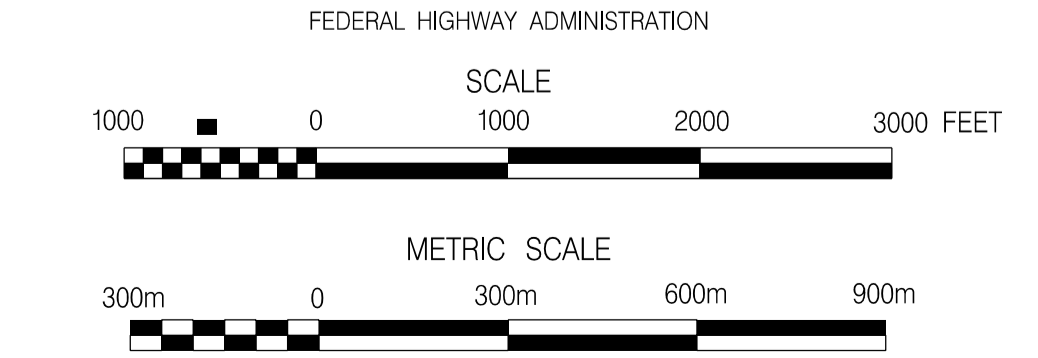 FEDERAL HIGHWAY ADMINISTRATION
SCALE
1000 0 1000 2000 3000 FEET
METRIC SCALE
300m 0 300m 600m 900m